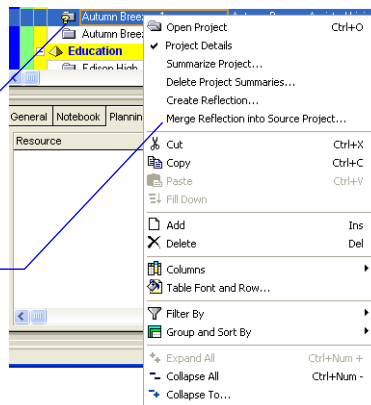 Autumn Breez
Open Project Ctrl+O
Autumn Breez
Project Details
Education
Summarize Project...
Edison High
Delete Project Summaries...
Create Reflection...
General Notebook Plannin
Merge Reflection into Source Project...
Resource
Cut Ctrl+X
Copy Ctrl+C
Paste Ctrl+V
Fill Down
Add Ins
Delete Del
Columns
Table Font and Row...
Filter By
Group and Sort By
Expand All Ctrl+Num +
Collapse All Ctrl+Num -
Collapse To...